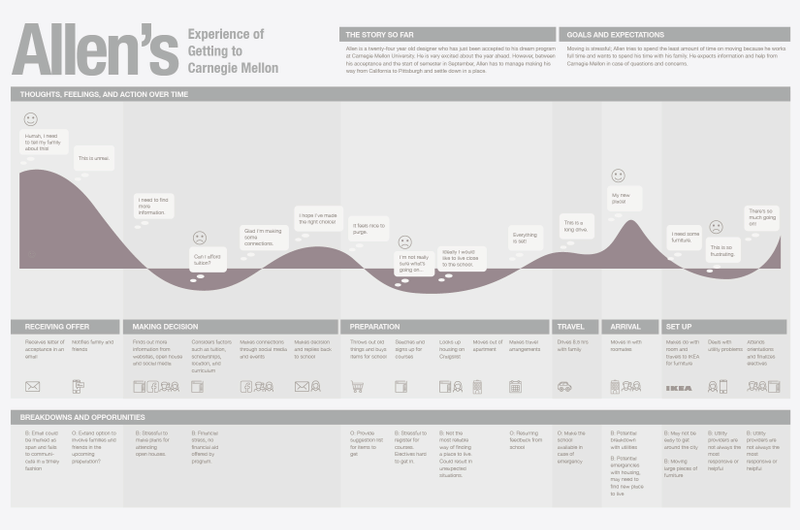 Allen's
Experience of
Getting to
Carnegie Mellon
THE STORY SO FAR
Allen is a twenty-four year old designer who has just been accepted to his dream program
at Carnegie Mellon University. He is very excited about the year ahead. However, between
his acceptance and the start of semester in September, Allen has to manage making his
way from California to Pittsburgh and settle down in a place.
GOALS AND EXPECTATIONS
Moving is stressful, Allen tries to spend the least amount of time on moving because he works
full time and wants to spend his time with his family. He expects information and help from
Carnegie Mellon in case of questions and concerns.
THOUGHTS, FEELINGS, AND ACTION OVER TIME
Hurrah, I need
to tell my family
about this!
This is unreal.
I need to find
more
information.
Can I afford
tuition?
Glad I'm making
some
connections.
I hope I've made
the right choice!
It feels nice to
purge.
I'm not really
sure what's
going on...
Ideally I would
like to live close
to the school.
Everything
is set!
This is a
long drive.
My new
place!
I need some
furniture.
This is so
frustrating.
There's so
much going
on!
RECEIVING OFFER
MAKING DECISION
PREPARATION
TRAVEL
ARRIVAL
SET UP
Receives letter of
acceptance in an
email
Notifies family and
friends
Finds out more
information from
websites, open house
and social media.
Considers factors
such as tuition,
scholarships,
location, and
curriculum
Makes connections
through social media
and events
Makes decision
and replies back
to school
Throws out old
things and buys
items for school
Searches and
signs up for
courses
Looks up
housing on
Craigslist
Moves out of
apartment
Makes travel
arrangements
Drives 5.5 hrs
with family
Moves in with
roommates
Moves into
room and
travels to IKEA
for furniture
Deals with
utility problems
Attends
orientations
and finalizes
electives
IKEA
BREAKDOWNS AND OPPORUNITIES
B: Email could
be marked as
spam and fails
to communi-
cate in a timely
fashion
O: Extend option to
involve families and
friends in the
upcoming
preparation?
B: Stressful to
make plans for
attending
open houses
B: Financial
stress, no
financial aid
offered by
program.
O: Provide
suggestion list
for items to
get
B: Stressful to
register for
courses.
Electives hard
to get in
B: Not the
most reliable
way of finding
a place to live.
Could result in
unexpected
situations.
O: Recurring
feedback from
school
O: Make the
school
available in
case of
emergency
B: Potential
breakdown
with utilities
B: Potential
emergencies
with housing,
may need to
find new place
to live
B: May not be
easy to get
around the city
B: Moving
large pieces of
furniture
B: Utility
providers are
not always the
most
responsive or
helpful
B: Utility
providers are
not always the
most
responsive or
helpful